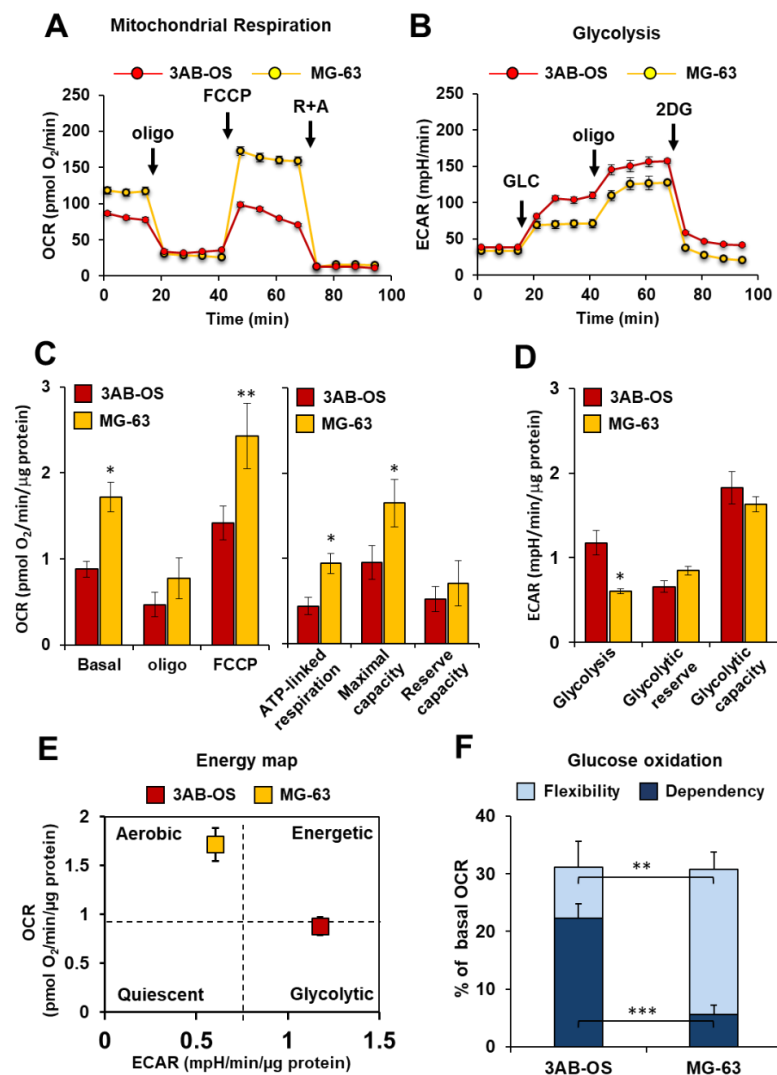 A
Mitochondrial Respiration
3AB-OS
MG-63
FCCP
oligo
R+A
OCR (pmol O₂/min)
250
200
150
100
50
0
0 20 40 60 80 100
Time (min)
B
Glycolysis
3AB-OS
MG-63
2DG
oligo
GLC
ECAR (mpH/min)
250
200
150
100
50
0
0 20 40 60 80 100
Time (min)
C
OCR (pmol O₂/min/µg protein)
3
2
1
0
3AB-OS
MG-63
*
**
Basal
oligo
FCCP
3AB-OS
MG-63
*
*
ATP-linked
respiration
Maximal
capacity
Reserve
capacity
D
ECAR (mpH/min/µg protein)
3
2
1
0
3AB-OS
MG-63
*
Glycolysis
Glycolytic
reserve
Glycolytic
capacity
E
Energy map
3AB-OS
MG-63
OCR
(pmol O₂/min/µg protein)
2
1.5
1
0.5
0
Aerobic
Energetic
Quiescent
Glycolytic
0 0.5 1 1.5
ECAR (mpH/min/µg protein)
F
Glucose oxidation
Flexibility
Dependency
% of basal OCR
40
30
20
10
0
**
***
3AB-OS
MG-63